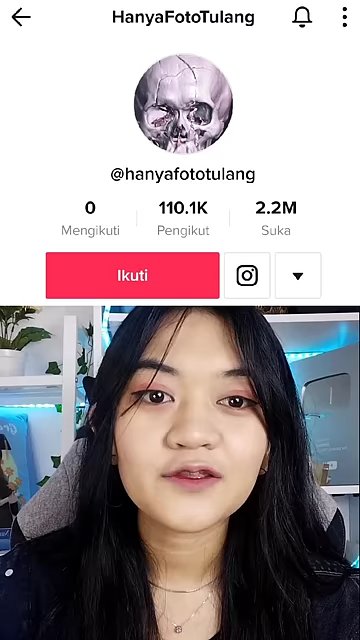 HanyaFotoTulang
@hanyafototulang
0 110.1K 2.2M
Mengikuti Pengikut Suka
Ikuti